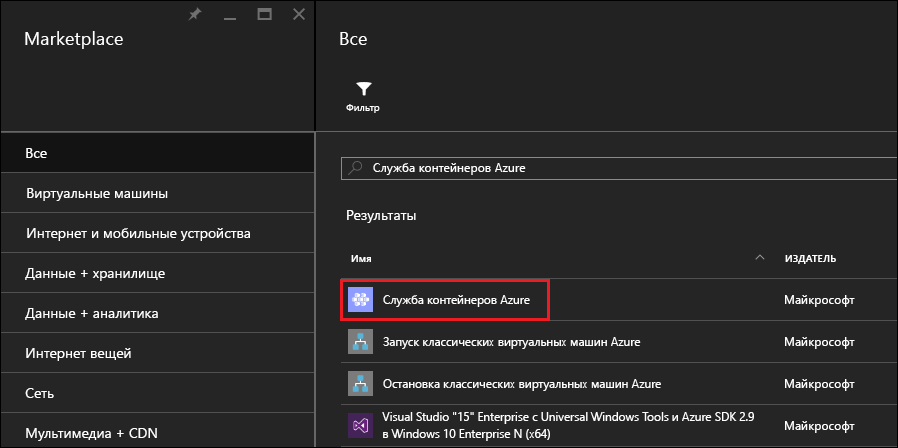 Marketplace
Все
Виртуальные машины
Интернет и мобильные устройства
Данные + хранилище
Данные + аналитика
Интернет вещей
Сеть
Мультимедиа + CDN
Все
Фильтр
Служба контейнеров Azure
Результаты
Имя ИЗДАТЕЛЬ
Служба контейнеров Azure Майкрософт
Запуск классических виртуальных машин Azure Майкрософт
Остановка классических виртуальных машин Azure Майкрософт
Visual Studio "15" Enterprise с Universal Windows Tools и Azure SDK 2.9 Майкрософт
в Windows 10 Enterprise N (x64)